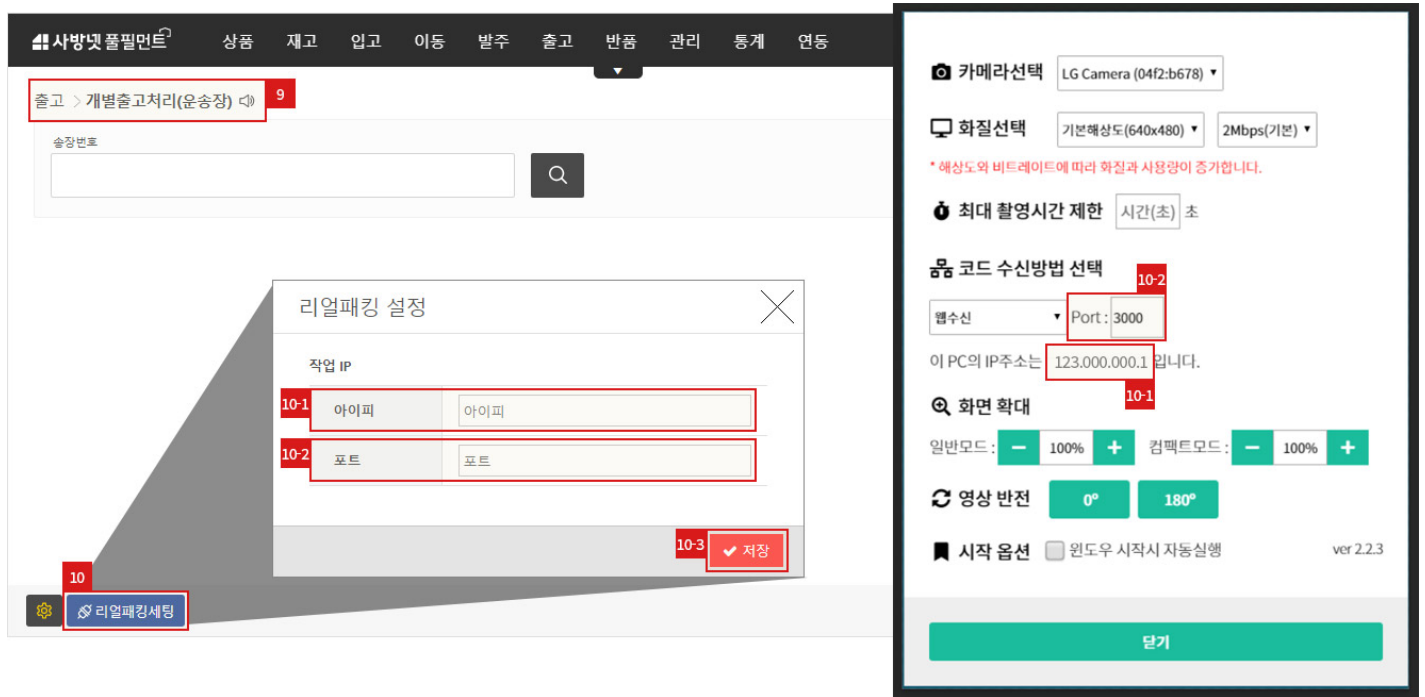 사방넷 풀필먼트 상품 재고 입고 이동 발주 출고 반품 관리 통계 연동
출고 > 개별출고처리(운송장)
9
송장번호
리얼패킹 설정
작업 IP
10-1
아이피 아이피
10-2
포트 포트
10-3
저장
10
리얼패킹세팅
카메라선택 LG Camera (04f2:b678)
화질선택 기본해상도(640x480) 2Mbps(기본)
* 해상도와 비트레이트에 따라 화질과 사용량이 증가합니다.
최대 촬영시간 제한 시간(초) 초
코드 수신방법 선택
10-2
웹수신 Port : 3000
이 PC의 IP주소는 123.000.000.1 입니다.
10-1
화면 확대
일반모드 : − 100% + 컴팩트모드 : − 100% +
영상 반전 0º 180º
시작 옵션 윈도우 시작시 자동실행 ver 2.2.3
닫기